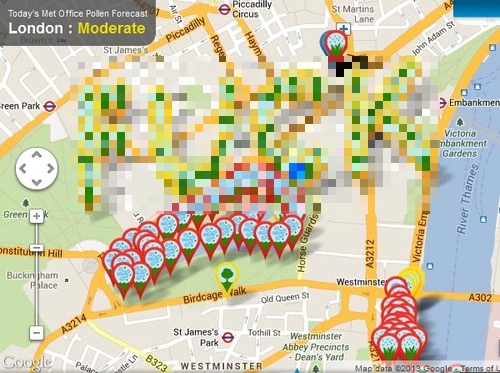 Today's Met Office Pollen Forecast
London : Moderate
Piccadilly
Circus
St Martins
Lane
Piccadilly
Haym
St James's
John Adam St
Green Park
Embankment
Victoria
Embankment
Gardens
River Thames
Green Park
Constitution Hill
Horse Guards
A3212
Victoria Em
Buckingham
Palace
Birdcage Walk
Westminster
A302
Old Queen St
A3214
St James's
Park
Tothill St
Westminster
Abbey Precincts
- Dean's Yard
B323
WESTMINSTER
Google
Map data ©2013 Google - Terms of